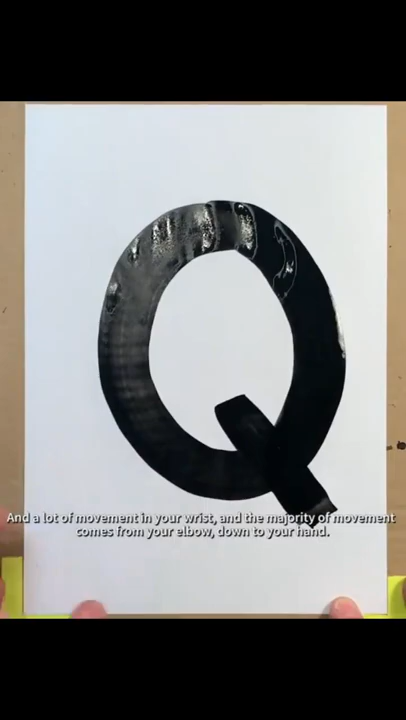 Q
And a lot of movement in your wrist, and the majority of movement
comes from your elbow, down to your hand.